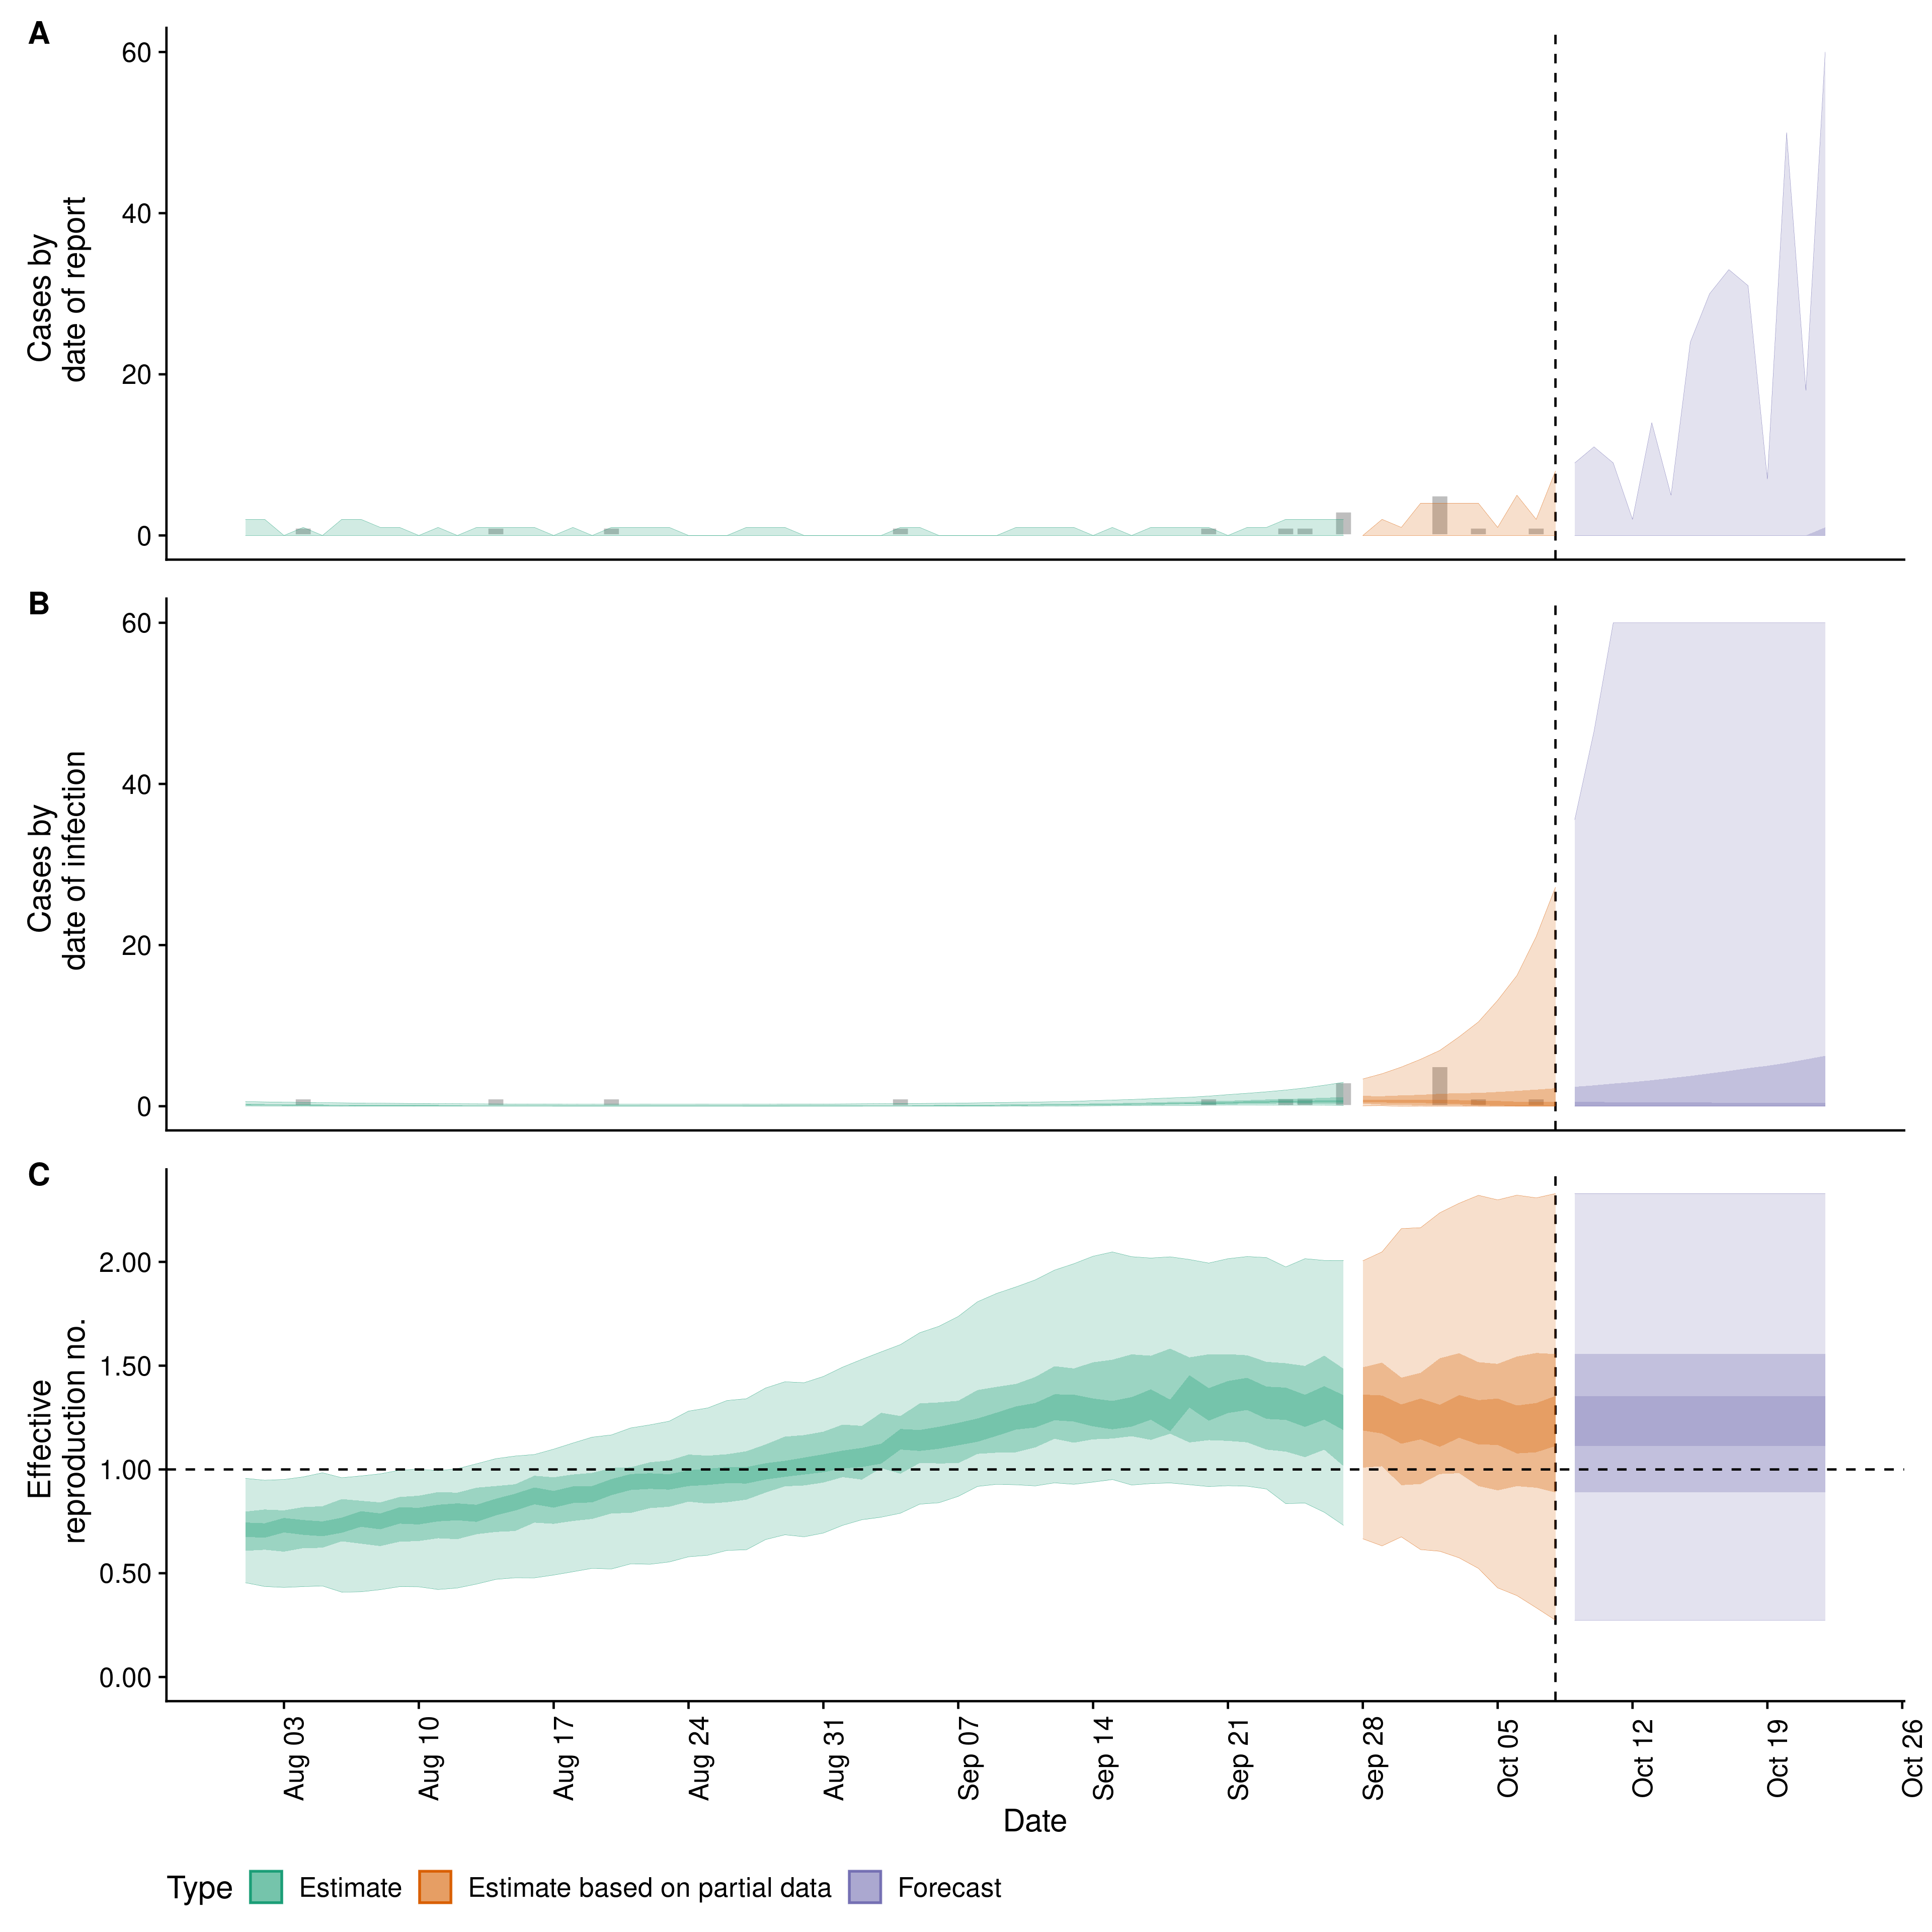 A
60
40
20
0
Cases by
date of report
B
60
40
20
0
Cases by
date of infection
C
2.00
1.50
1.00
0.50
0.00
Effective
reproduction no.
Aug 03
Aug 10
Aug 17
Aug 24
Aug 31
Sep 07
Sep 14
Sep 21
Sep 28
Oct 05
Oct 12
Oct 19
Oct 26
Date
Type Estimate Estimate based on partial data Forecast